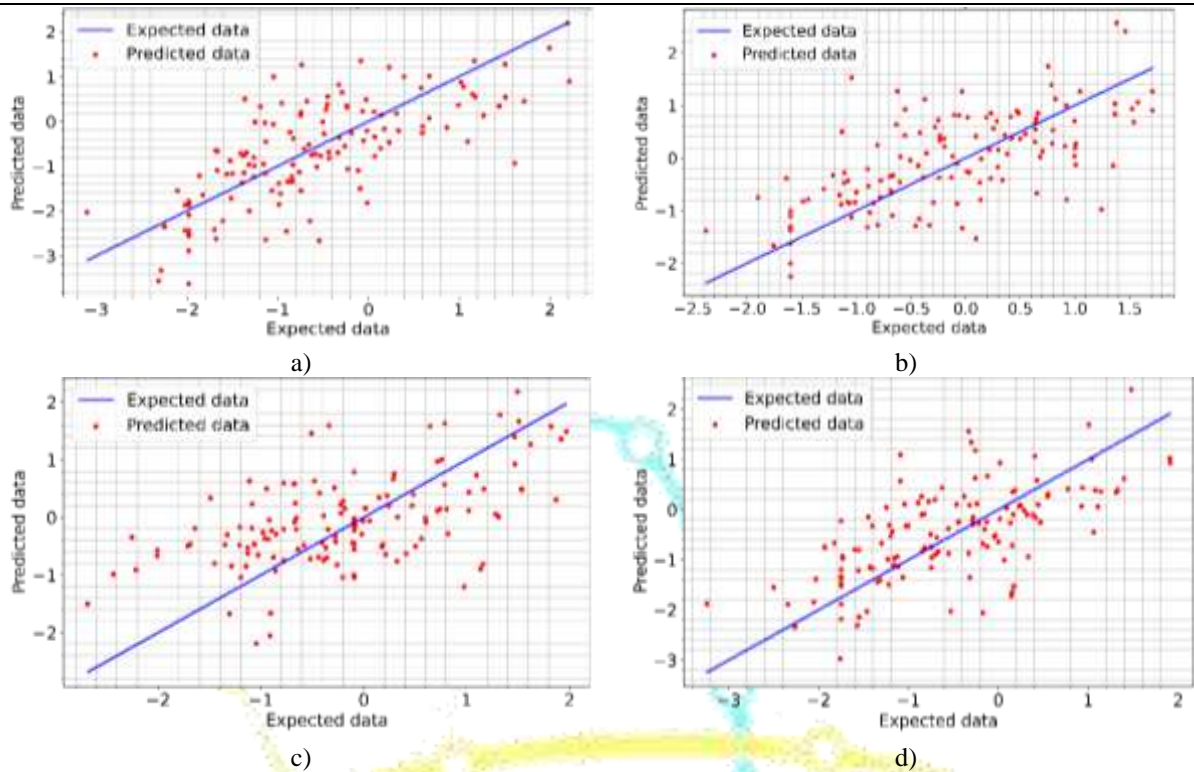 2
1
0
−1
−2
−3
Predicted data
Expected data
Predicted data
−3 −2 −1 0 1 2
Expected data
a)
2
1
0
−1
−2
Predicted data
Expected data
Predicted data
−2.5 −2.0 −1.5 −1.0 −0.5 0.0 0.5 1.0 1.5
Expected data
b)
2
1
0
−1
−2
Predicted data
Expected data
Predicted data
−2 −1 0 1 2
Expected data
c)
2
1
0
−1
−2
−3
Predicted data
Expected data
Predicted data
−3 −2 −1 0 1 2
Expected data
d)